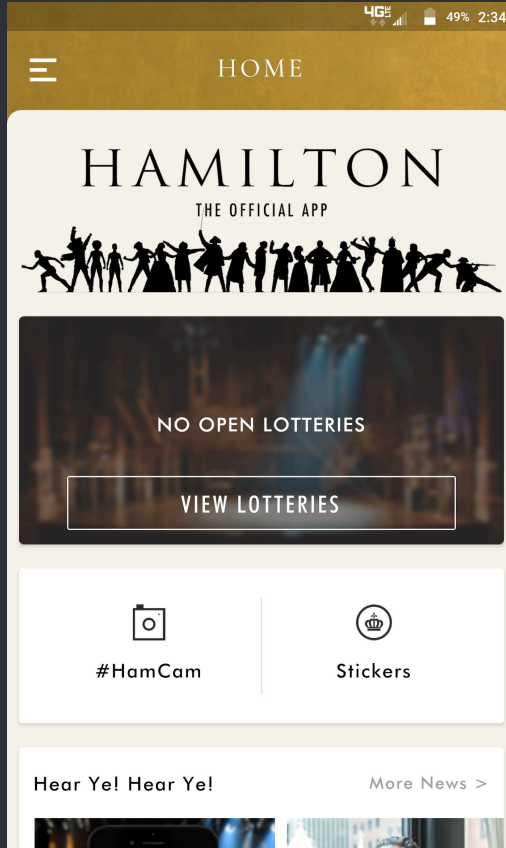 4G LTE 49% 2:34
HOME
HAMILTON
THE OFFICIAL APP
NO OPEN LOTTERIES
VIEW LOTTERIES
#HamCam Stickers
Hear Ye! Hear Ye! More News >